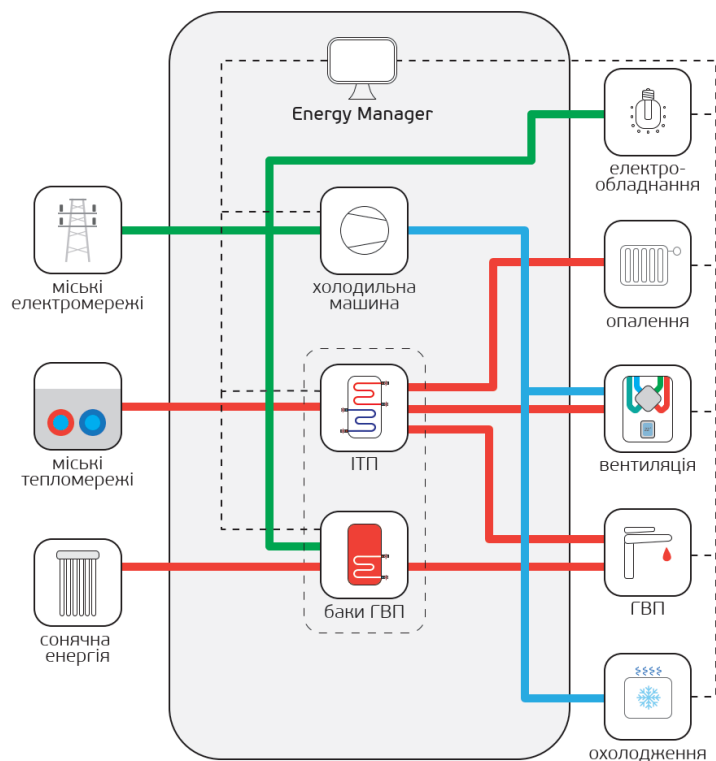 Energy Manager
електро-
обладнання
міські
електромережі
холодильна
машина
опалення
міські
тепломережі
ІТП
вентиляція
сонячна
енергія
баки ГВП
ГВП
охолодження